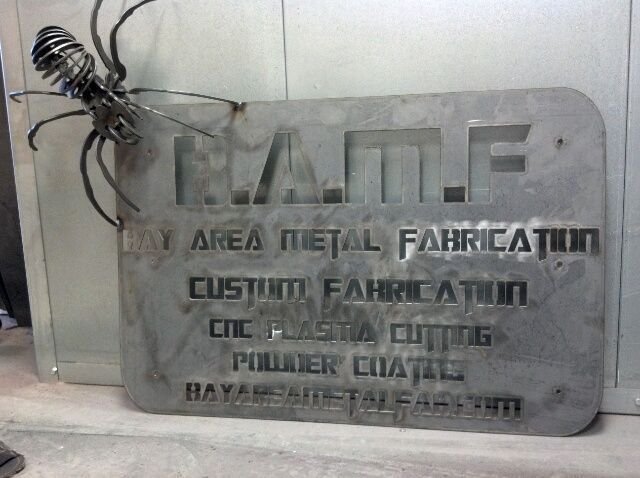 B.A.M.F
BAY AREA METAL FABRICATION
CUSTOM FABRICATION
CNC PLASMA CUTTING
POWDER COATING
BAYAREAMETALFAB.COM